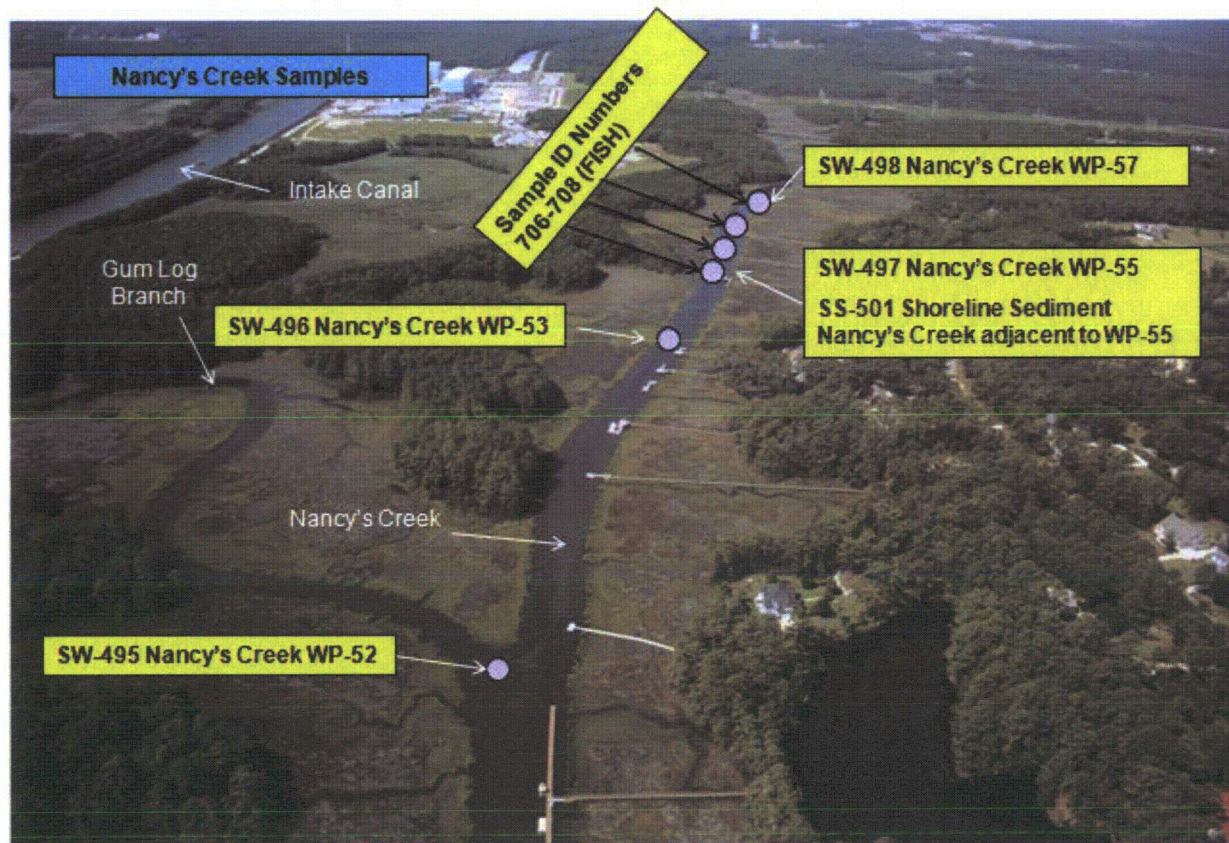 Nancy's Creek Samples
Sample ID Numbers
706-708 (FISH)
Intake Canal
SW-498 Nancy's Creek WP-57
Gum Log
Branch
SW-497 Nancy's Creek WP-55
SS-501 Shoreline Sediment
Nancy's Creek adjacent to WP-55
SW-496 Nancy's Creek WP-53
Nancy's Creek
SW-495 Nancy's Creek WP-52